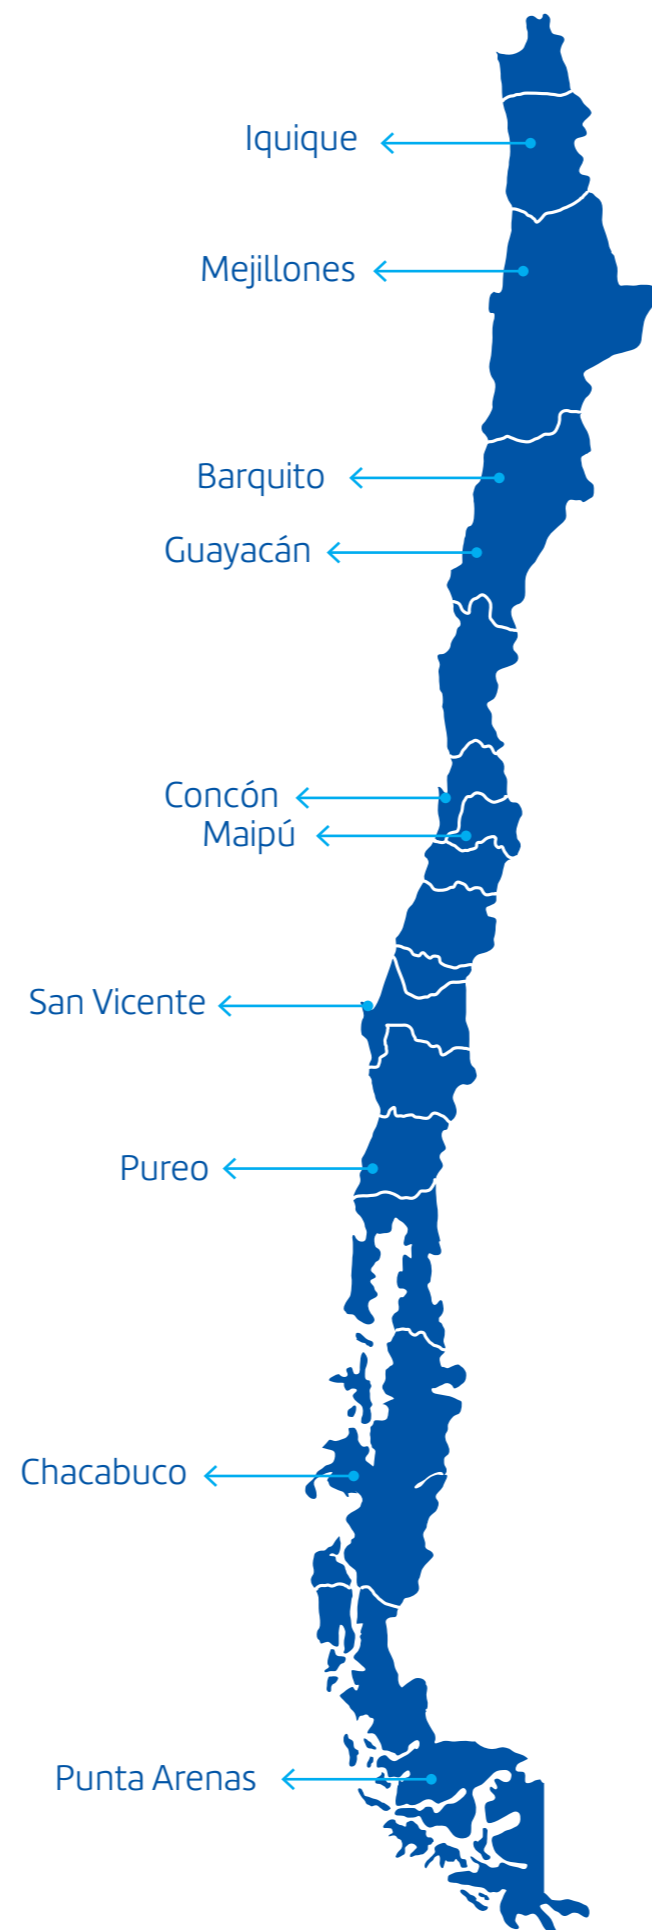 Iquique
Mejillones
Barquito
Guayacán
Concón
Maipú
San Vicente
Pureo
Chacabuco
Punta Arenas